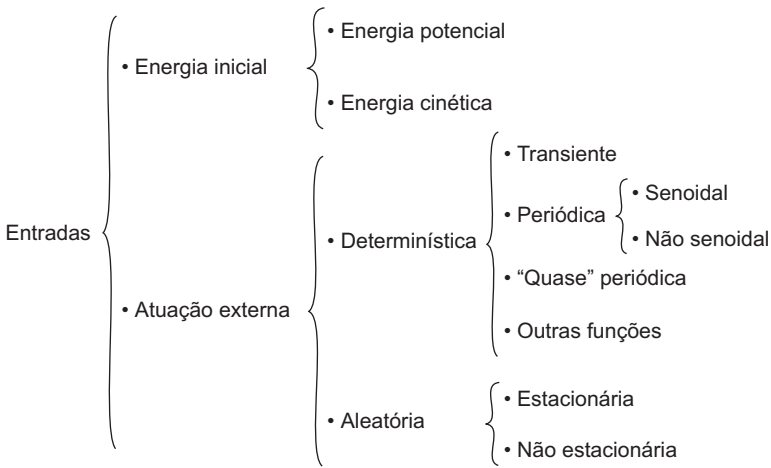 Entradas
• Energia inicial
• Energia potencial
• Energia cinética
• Atuação externa
• Determinística
• Transiente
• Periódica
• Senoidal
• Não senoidal
• “Quase” periódica
• Outras funções
• Aleatória
• Estacionária
• Não estacionária